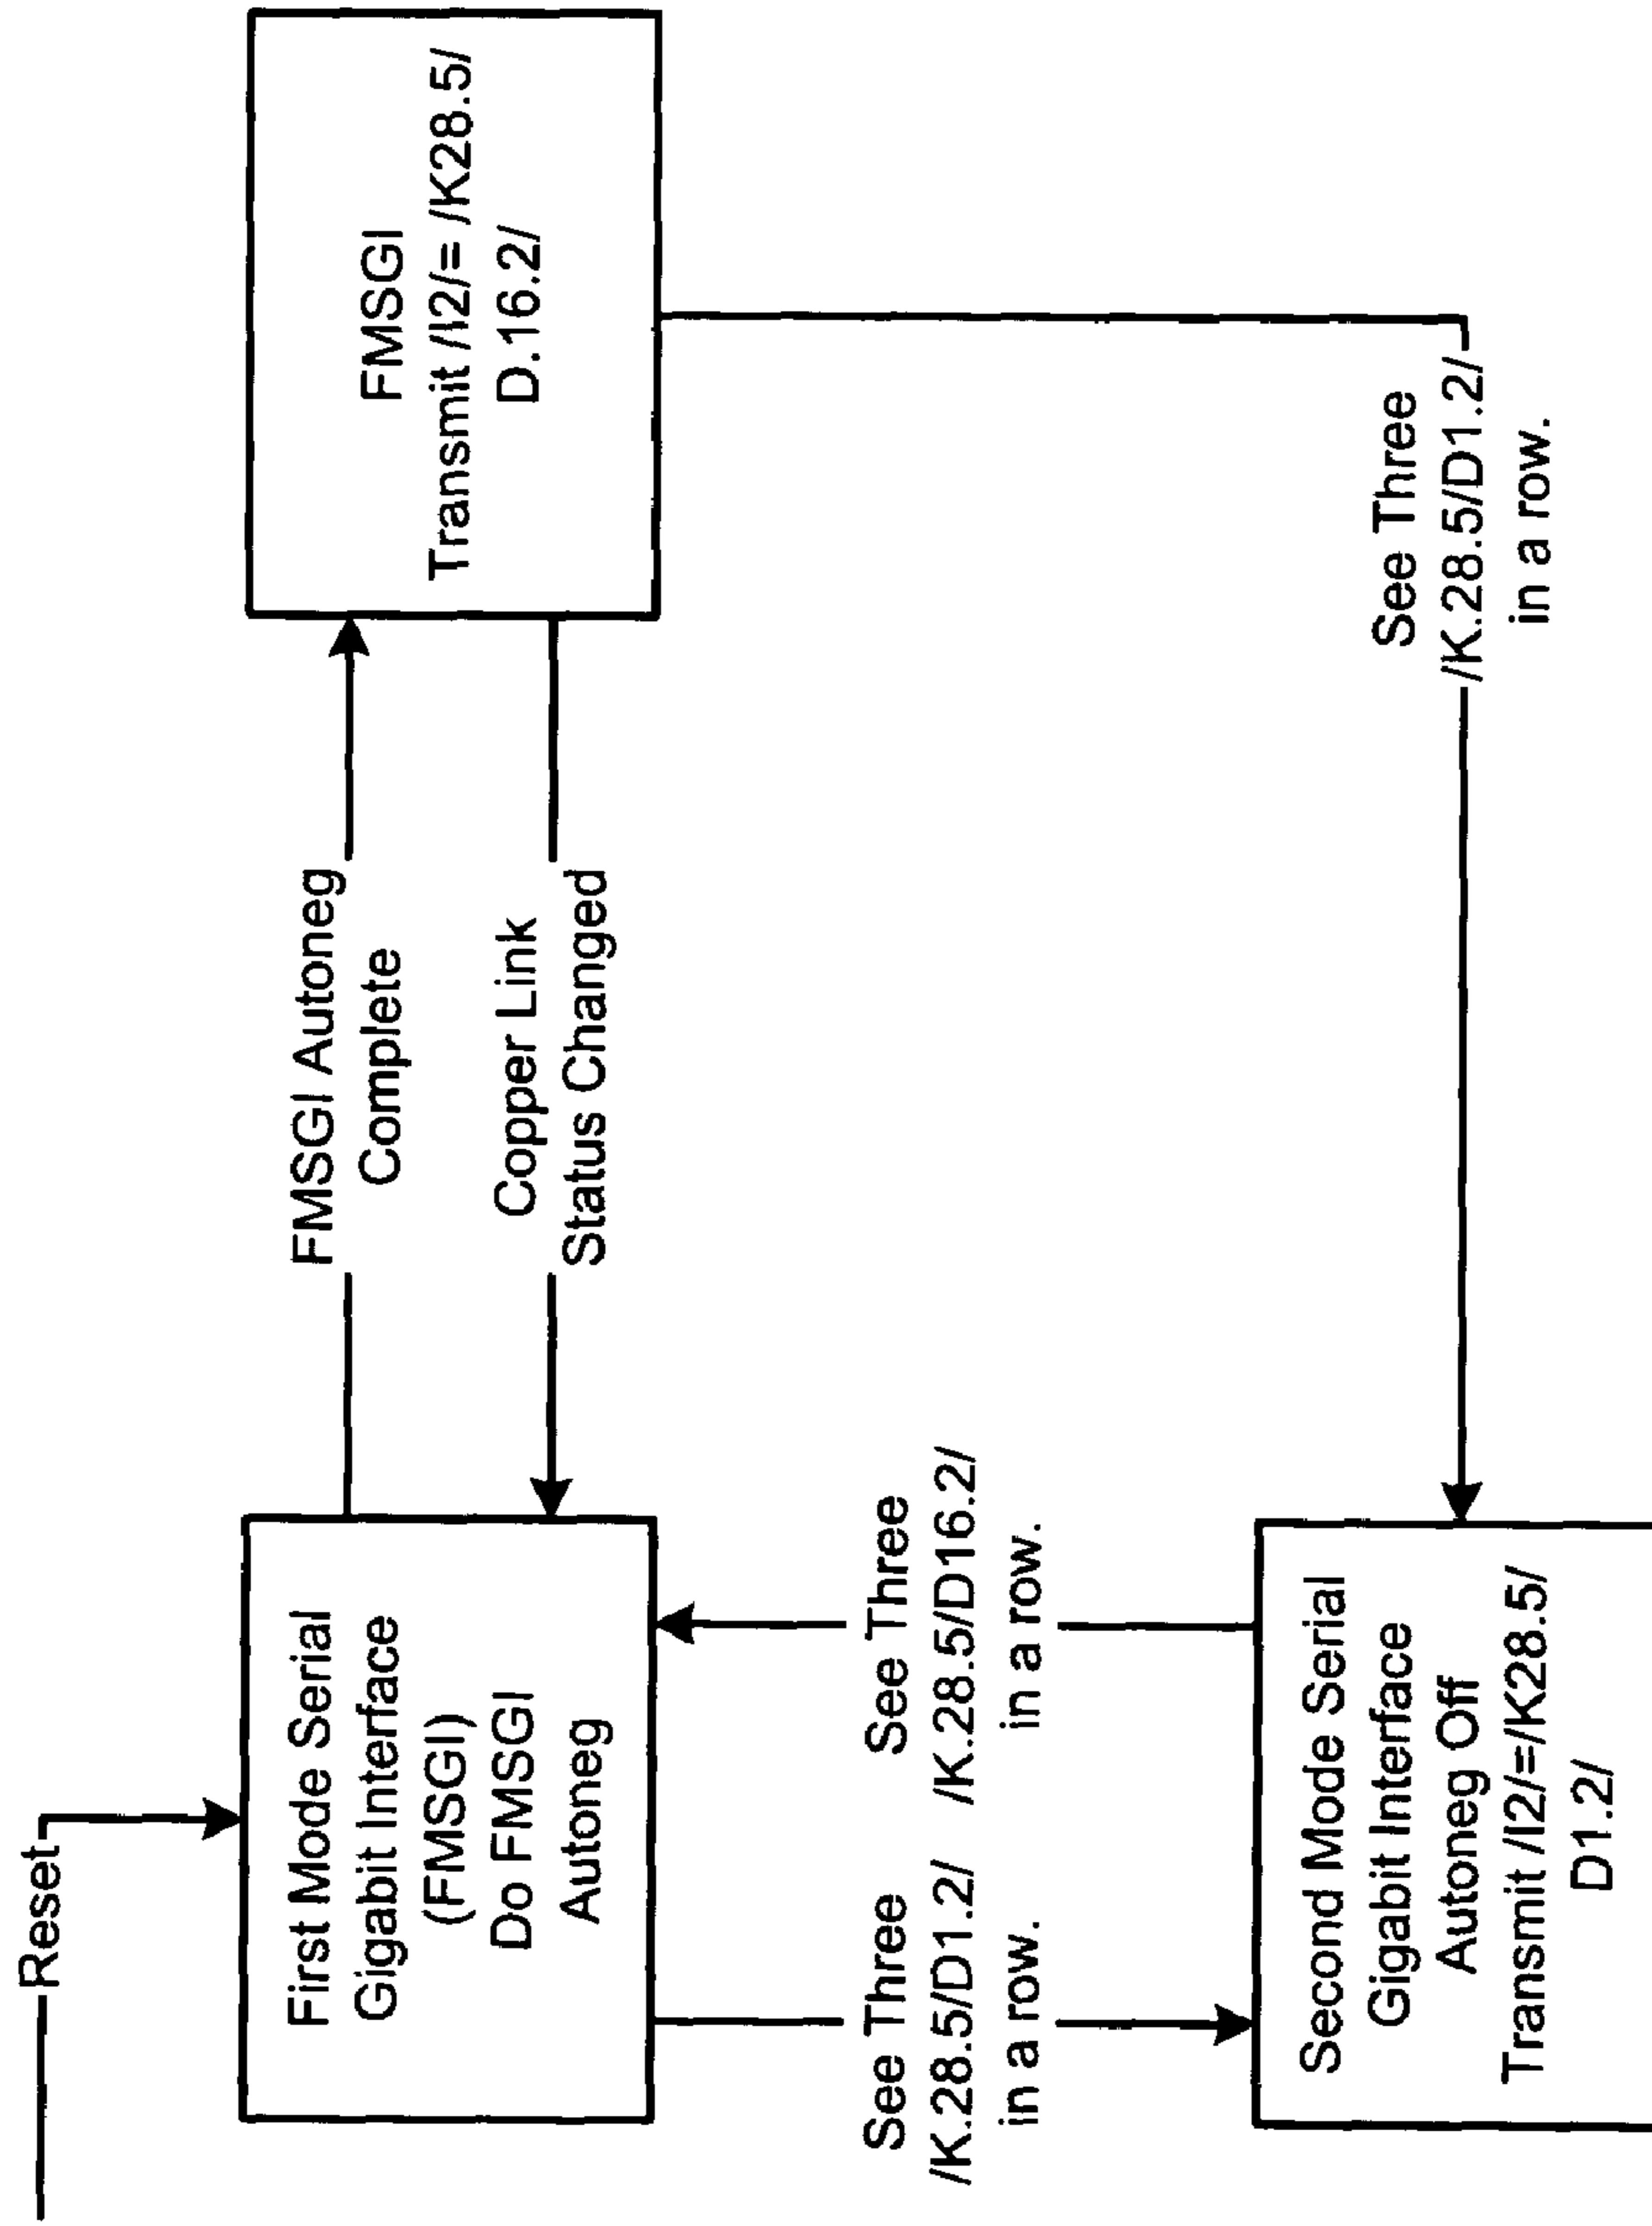 Reset
First Mode Serial
Gigabit Interface
(FMSGI)
Do FMSGI
Autoneg
FMSGI Autoneg
Complete
Copper Link
Status Changed
FMSGI
Transmit /I2/= /K28.5/
D.16.2/
See Three
/K.28.5/D1.2/
in a row.
See Three
/K.28.5/D16.2/
in a row.
See Three
/K.28.5/D1.2/
in a row.
Second Mode Serial
Gigabit Interface
Autoneg Off
Transmit /I2/=/K28.5/
D1.2/